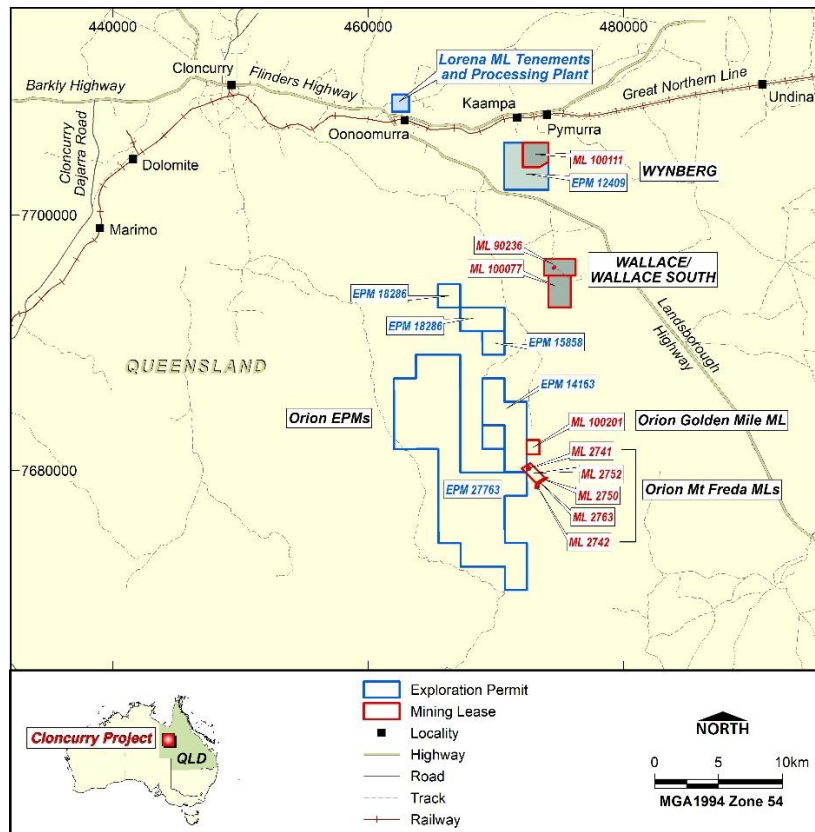 440000
460000
480000
Cloncurry
Barkly Highway
Flinders Highway
Lorena ML Tenements
and Processing Plant
Great Northern Line
Undina
Kaampa
Oonoomurra
Pymurra
Cloncurry
Dajarra Road
Dolomite
ML 100111
WYNBERG
EPM 12409
7700000
Marimo
ML 90236
ML 100077
WALLACE/
WALLACE SOUTH
EPM 18286
EPM 18286
EPM 15858
Landsborough
Highway
QUEENSLAND
EPM 14163
Orion EPMs
ML 100201
Orion Golden Mile ML
7680000
ML 2741
ML 2752
EPM 27763
ML 2750
Orion Mt Freda MLs
ML 2763
ML 2742
Cloncurry Project
QLD
Exploration Permit
Mining Lease
Locality
Highway
Road
Track
Railway
NORTH
0 5 10km
MGA1994 Zone 54